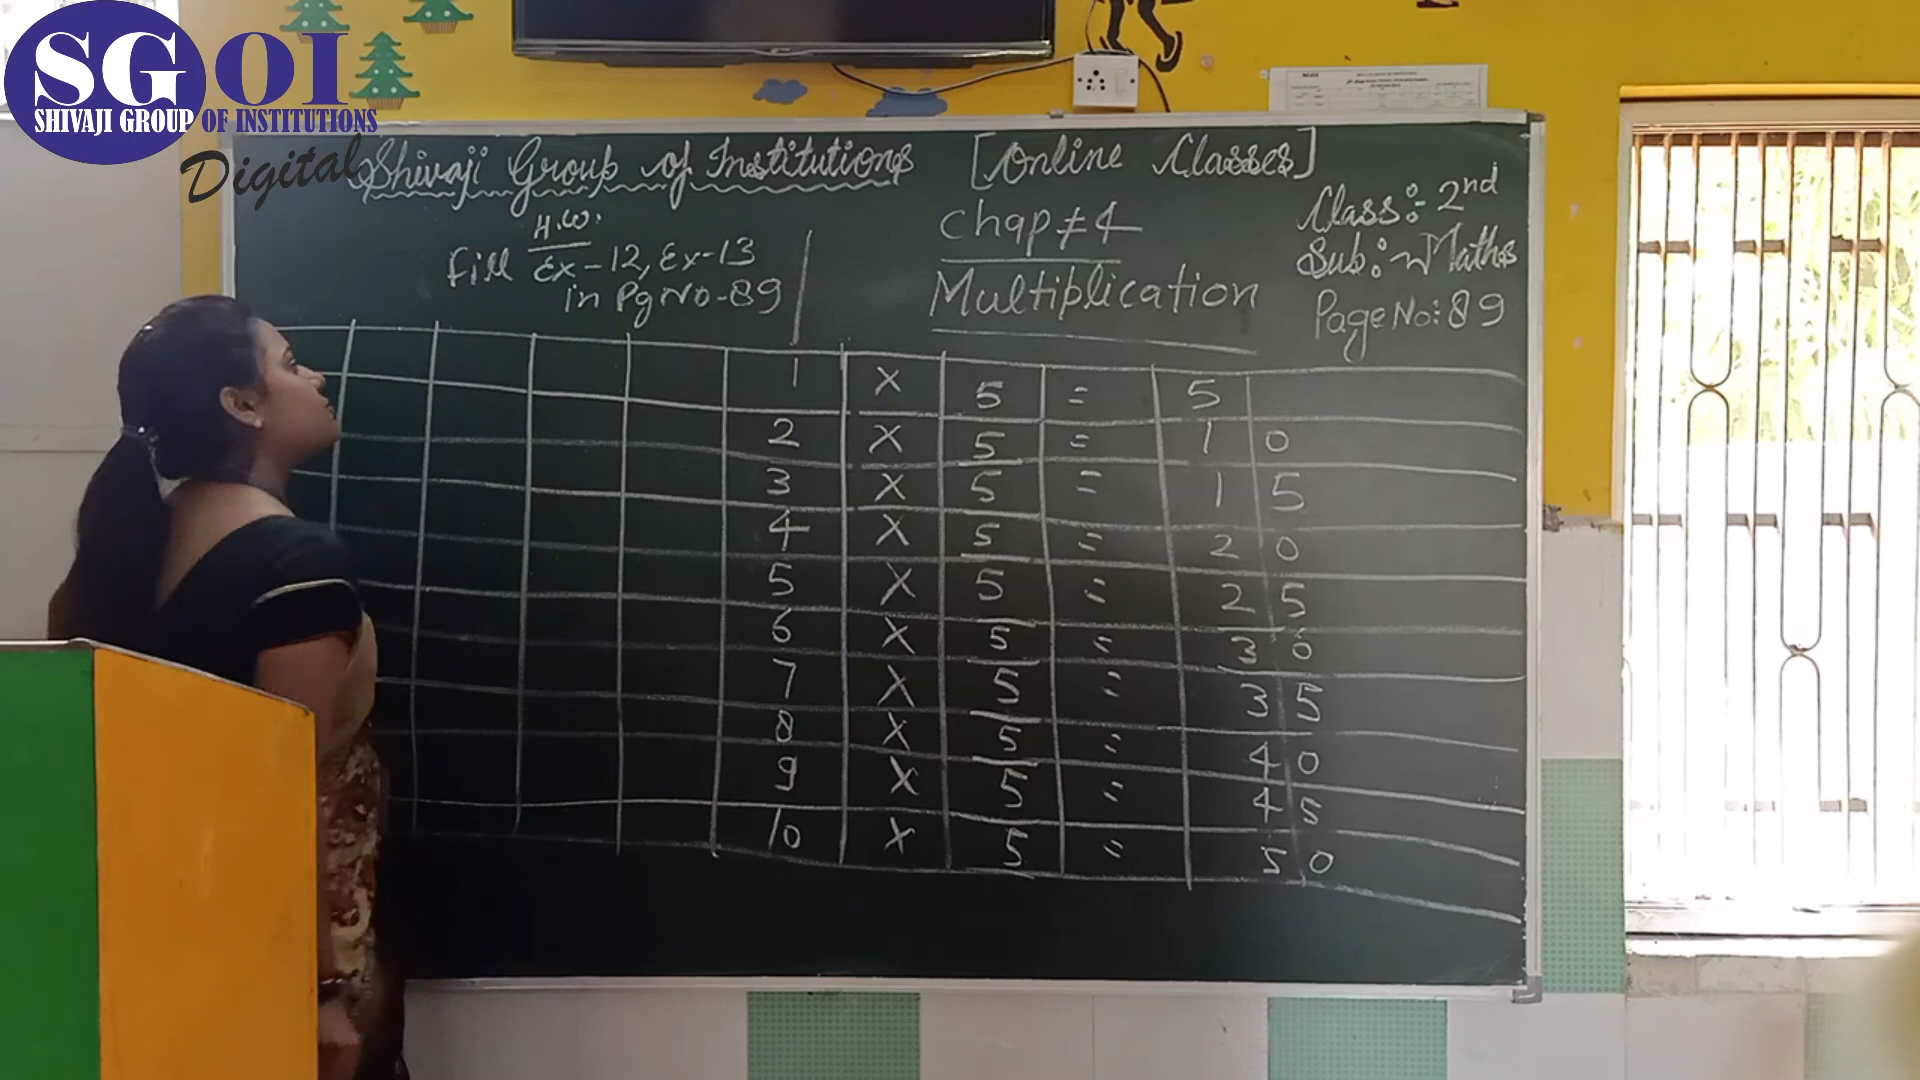 SGOI
SHIVAJI GROUP OF INSTITUTIONS
Digital
Shivaji Group of Institutions [Online Classes]
Class:- 2nd
Sub:- Maths
Page No: 89
Chap # 4
Multiplication
H.W.
Fill Ex-12, Ex-13
in Pg No-89
1 X 5 = 5
2 X 5 = 10
3 X 5 = 15
4 X 5 = 20
5 X 5 = 25
6 X 5 = 30
7 X 5 = 35
8 X 5 = 40
9 X 5 = 45
10 X 5 = 50